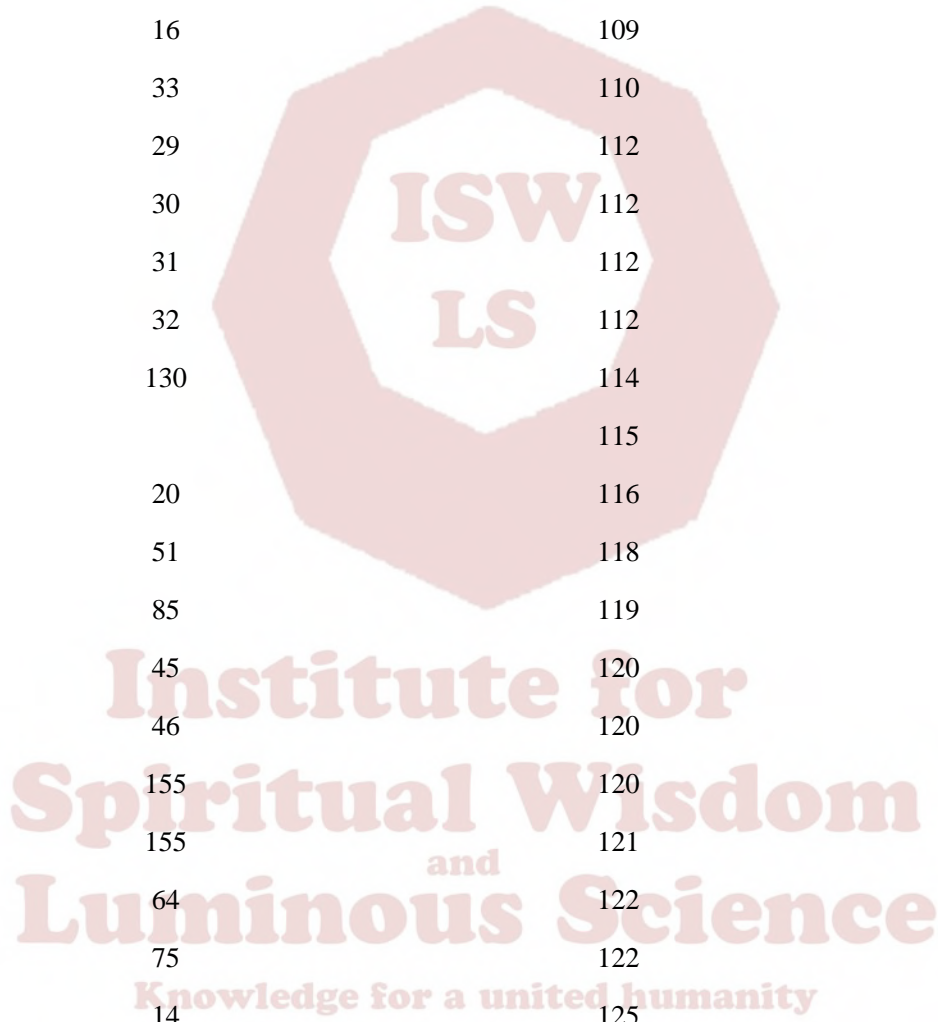 16 109
33 110
29 112
30 112
31 112
32 112
130 114
115
20 116
51 118
85 119
45 120
46 120
155 120
155 121
64 122
75 122
14 125
ISW
LS
Institute for
Spiritual Wisdom
and
Luminous Science
Knowledge for a united humanity